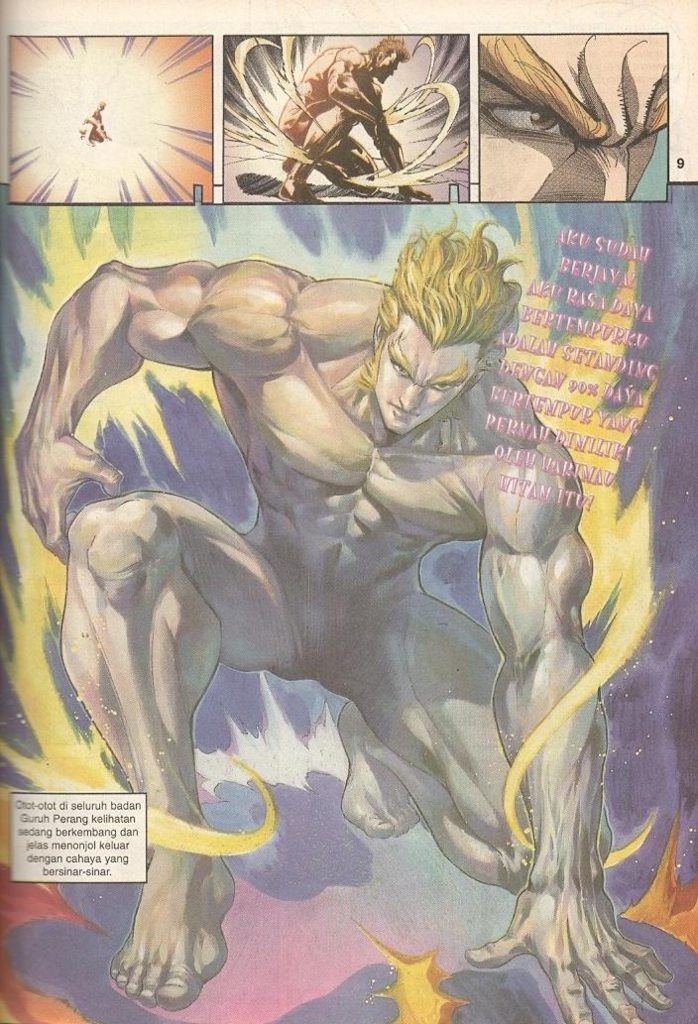 9
AKU SUDAH
BERJAYA!
AKU RASA DAYA
BERTEMPURKU
ADALAH SETANDING
DENGAN 90% DAYA
BERTEMPUR YANG
PERNAH DIMILIKI
OLEH HARIMAU
HITAM ITU!
Otot-otot di seluruh badan
Guruh Perang kelihatan
sedang berkembang dan
jelas menonjol keluar
dengan cahaya yang
bersinar-sinar.